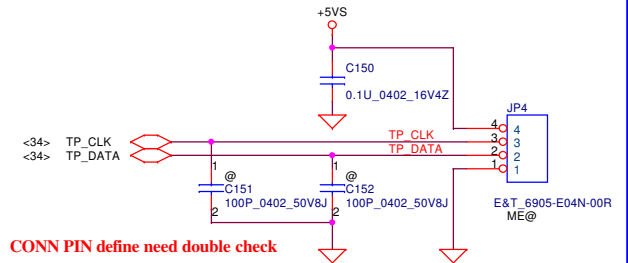 +5VS
C150
0.1U_0402_16V4Z
JP4
4 4
<34> TP_CLK TP_CLK 3 3
<34> TP_DATA TP_DATA 2 2
1 1
1 @ 1 @
C151 C152
100P_0402_50V8J 100P_0402_50V8J
2 2
E&T_6905-E04N-00R
ME@
CONN PIN define need double check